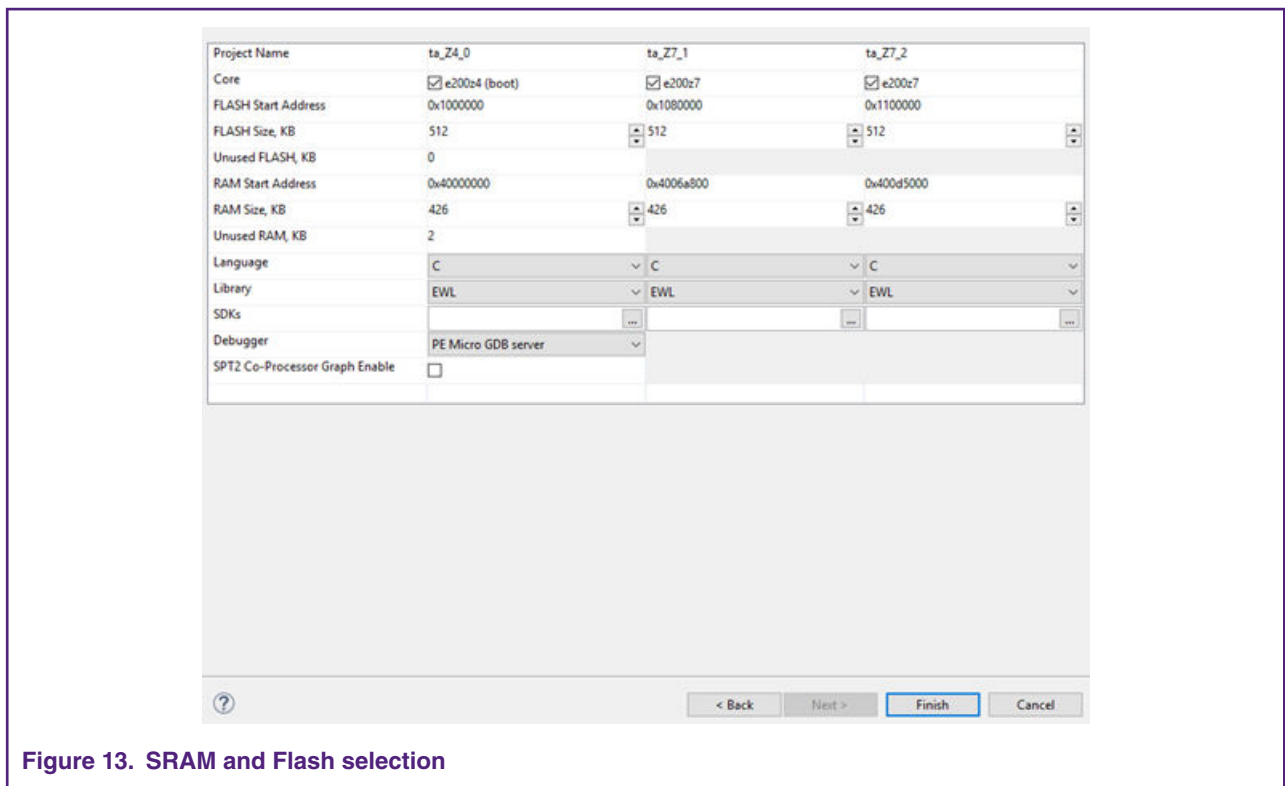 Project Name ta_Z4_0 ta_Z7_1 ta_Z7_2
Core e200z4 (boot) e200z7 e200z7
FLASH Start Address 0x1000000 0x1080000 0x1100000
FLASH Size, KB 512 512 512
Unused FLASH, KB 0
RAM Start Address 0x40000000 0x4006a800 0x400d5000
RAM Size, KB 426 426 426
Unused RAM, KB 2
Language C C C
Library EWL EWL EWL
SDKs ... ... ...
Debugger PE Micro GDB server
SPT2 Co-Processor Graph Enable
? < Back Next > Finish Cancel
Figure 13. SRAM and Flash selection